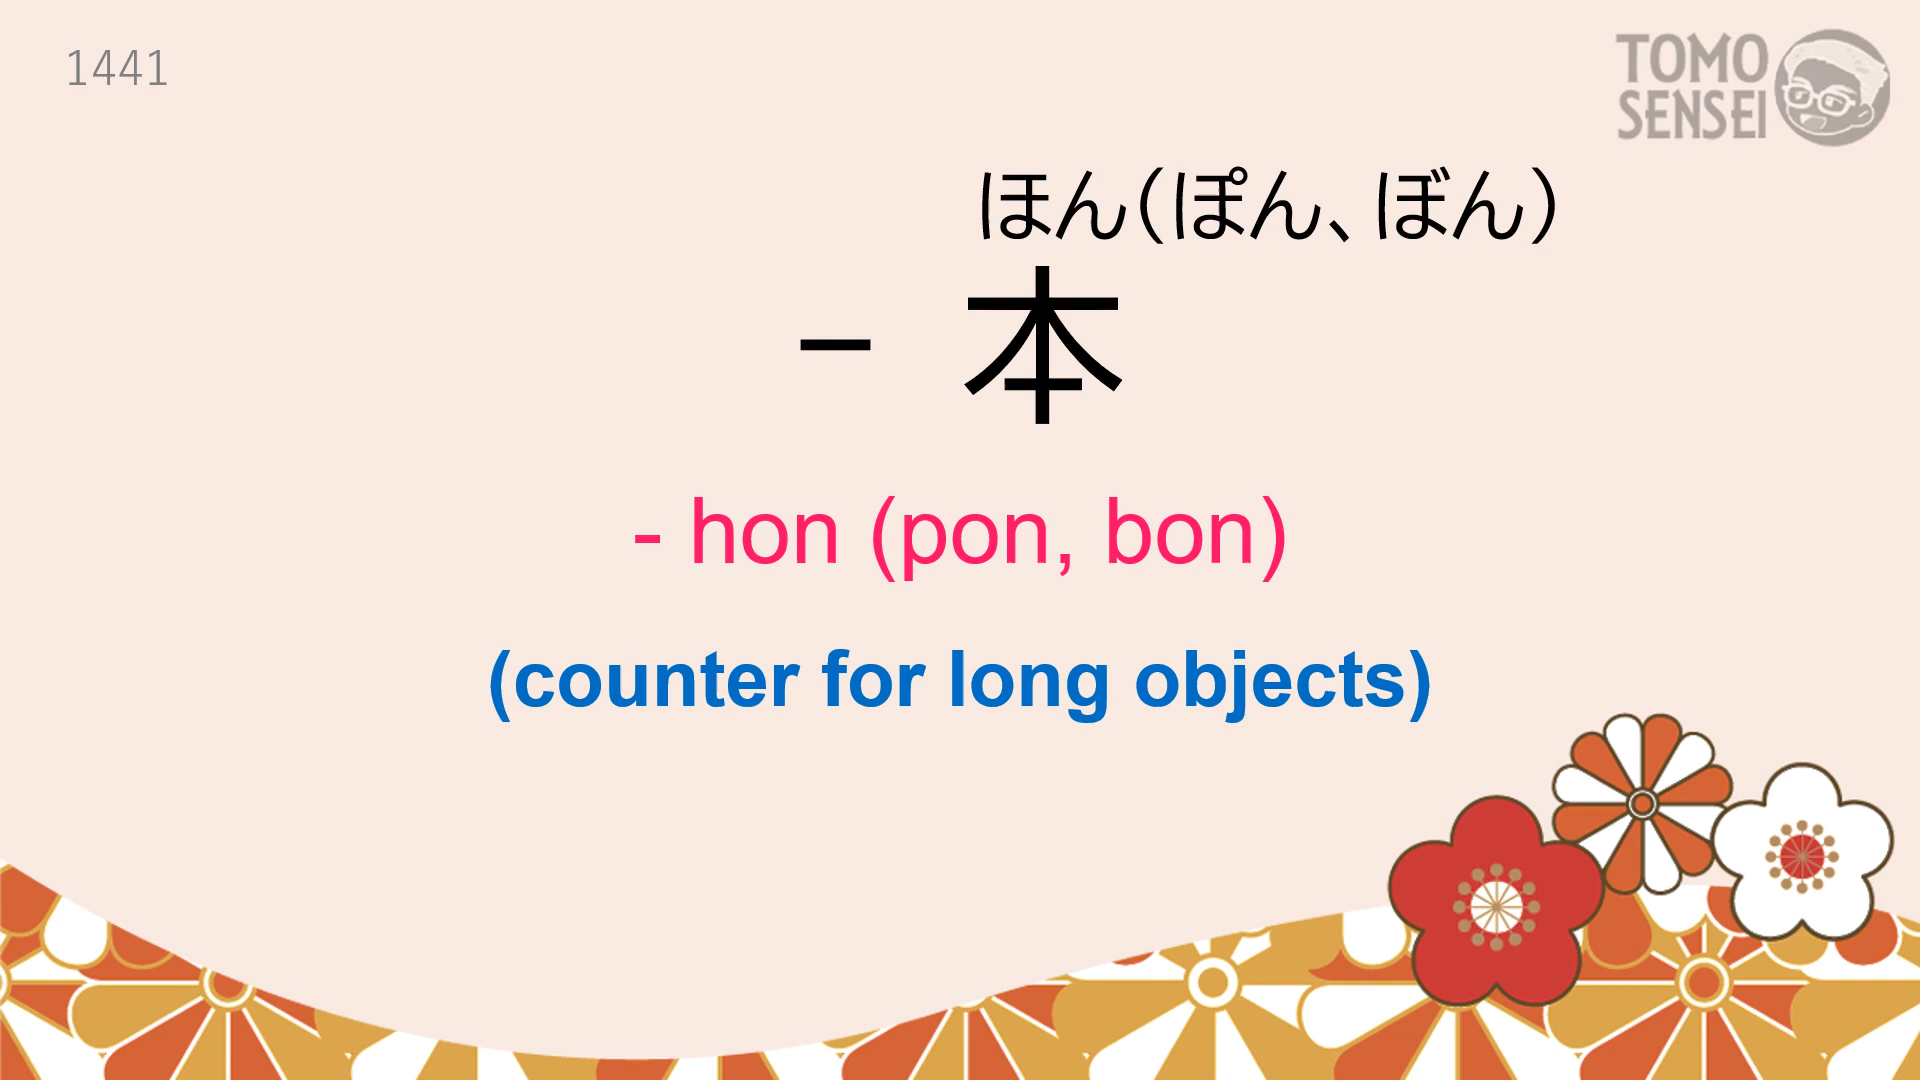 1441
TOMO
SENSEI
ほん(ぽん、ぼん)
- 本
- hon (pon, bon)
(counter for long objects)